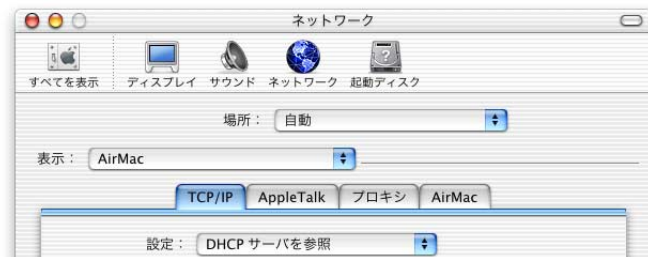 ネットワーク
すべてを表示 ディスプレイ サウンド ネットワーク 起動ディスク
場所： 自動
表示： AirMac
TCP/IP AppleTalk プロキシ AirMac
設定： DHCP サーバを参照